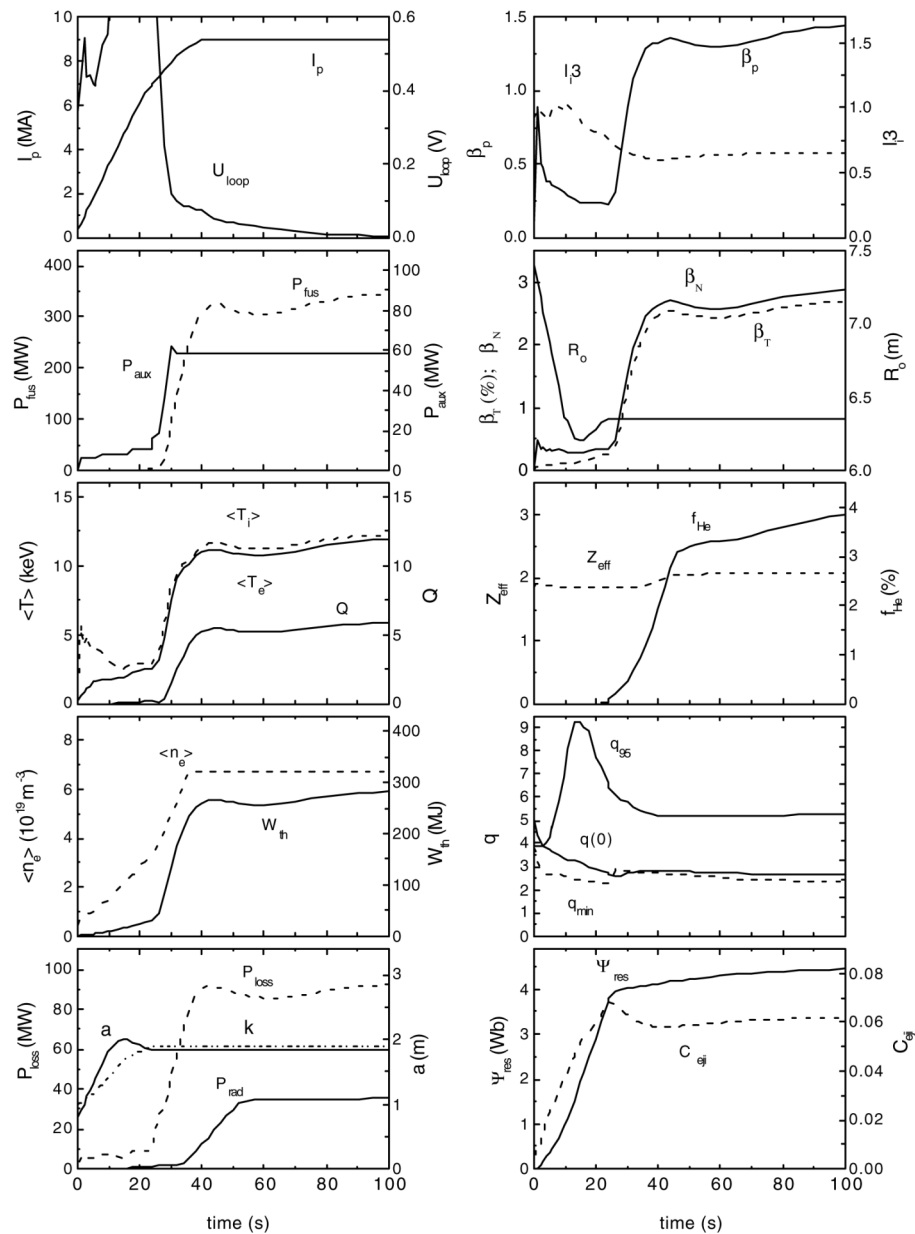 10 0.6 1.5
8 I_p 1.5
6 0.4 l_i3 β_p
I_p (MA) U_loop (V) β_p 1.0 1.0 l_i3
4 U_loop 0.2 0.5 0.5
2
0 0.0 0.0 0.0
400 100 3 β_N
300 P_fus 80 β_T 7.0
P_fus (MW) 200 P_aux 60 P_aux (MW) β_T (%); β_N 2 R_o R_o (m)
40 6.5
100 20 1
0 0 0 6.0
15 <T_i> 15 3 f_He 4
<T> (keV) 10 10 Q Z_eff 2 Z_eff 3 f_He (%)
<T_e> 2
5 Q 5 1 1
0 0 0 0
8 <n_e> 400 9 q_95
8
6 300 7
<n_e> (10^19 m^-3) W_th W_th (MJ) 6
4 200 q 5
4 q(0)
2 100 3
2 q_min
1
0 0 0
100 P_loss 3 Ψ_res 0.08
80 a k 4
P_loss (MW) 60 2 a (m) Ψ_res (Wb) 3 0.06 C_eji
40 P_rad 1 2 C_eji 0.04
20 1 0.02
0 0 0 0.00
0 20 40 60 80 100 0 20 40 60 80 100
time (s) time (s)